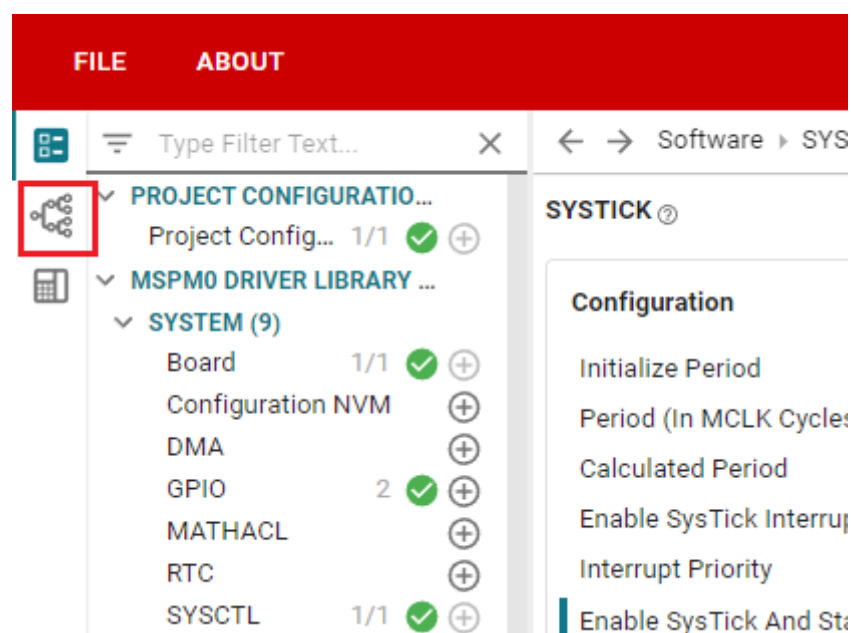 FILE ABOUT
Type Filter Text...
Software SYS
PROJECT CONFIGURATIO...
Project Config... 1/1
MSPM0 DRIVER LIBRARY ...
SYSTEM (9)
Board 1/1
Configuration NVM
DMA
GPIO 2
MATHACL
RTC
SYSCTL 1/1
SYSTICK
Configuration
Initialize Period
Period (In MCLK Cycles
Calculated Period
Enable SysTick Interrup
Interrupt Priority
Enable SysTick And Sta